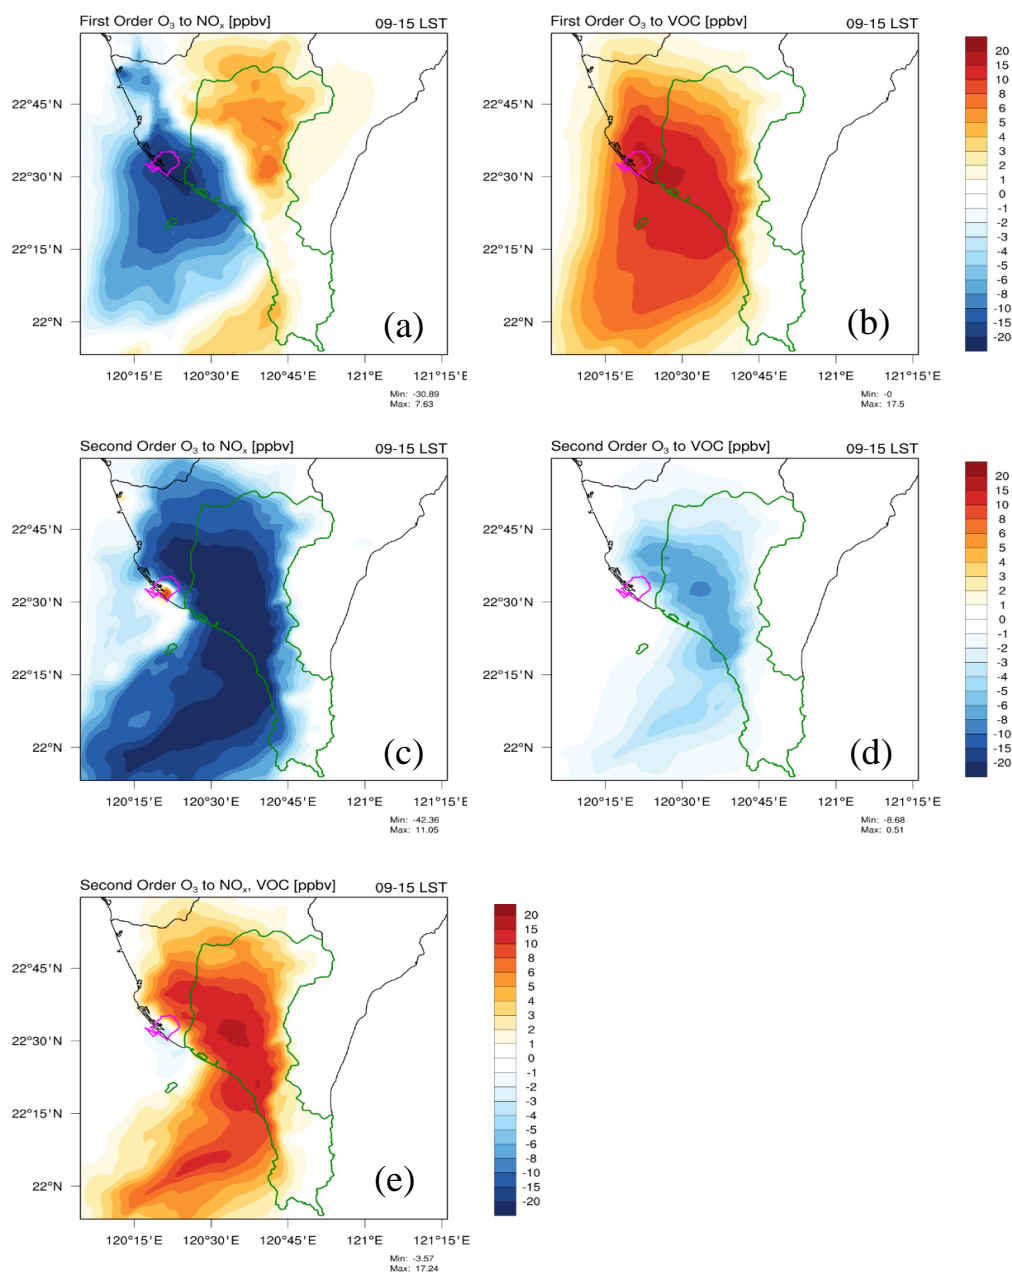 First Order O₃ to NOₓ [ppbv] 09-15 LST
22°45'N
22°30'N
22°15'N
22°N
(a)
120°15'E 120°30'E 120°45'E 121°E 121°15'E
Min: -30.89
Max: 7.63
First Order O₃ to VOC [ppbv] 09-15 LST
22°45'N
22°30'N
22°15'N
22°N
(b)
120°15'E 120°30'E 120°45'E 121°E 121°15'E
Min: -0
Max: 17.5
20
15
10
8
6
5
4
3
2
1
0
-1
-2
-3
-4
-5
-6
-8
-10
-15
-20
Second Order O₃ to NOₓ [ppbv] 09-15 LST
22°45'N
22°30'N
22°15'N
22°N
(c)
120°15'E 120°30'E 120°45'E 121°E 121°15'E
Min: -42.36
Max: 11.05
Second Order O₃ to VOC [ppbv] 09-15 LST
22°45'N
22°30'N
22°15'N
22°N
(d)
120°15'E 120°30'E 120°45'E 121°E 121°15'E
Min: -8.68
Max: 0.51
20
15
10
8
6
5
4
3
2
1
0
-1
-2
-3
-4
-5
-6
-8
-10
-15
-20
Second Order O₃ to NOₓ, VOC [ppbv] 09-15 LST
22°45'N
22°30'N
22°15'N
22°N
(e)
120°15'E 120°30'E 120°45'E 121°E 121°15'E
Min: -3.57
Max: 17.24
20
15
10
8
6
5
4
3
2
1
0
-1
-2
-3
-4
-5
-6
-8
-10
-15
-20